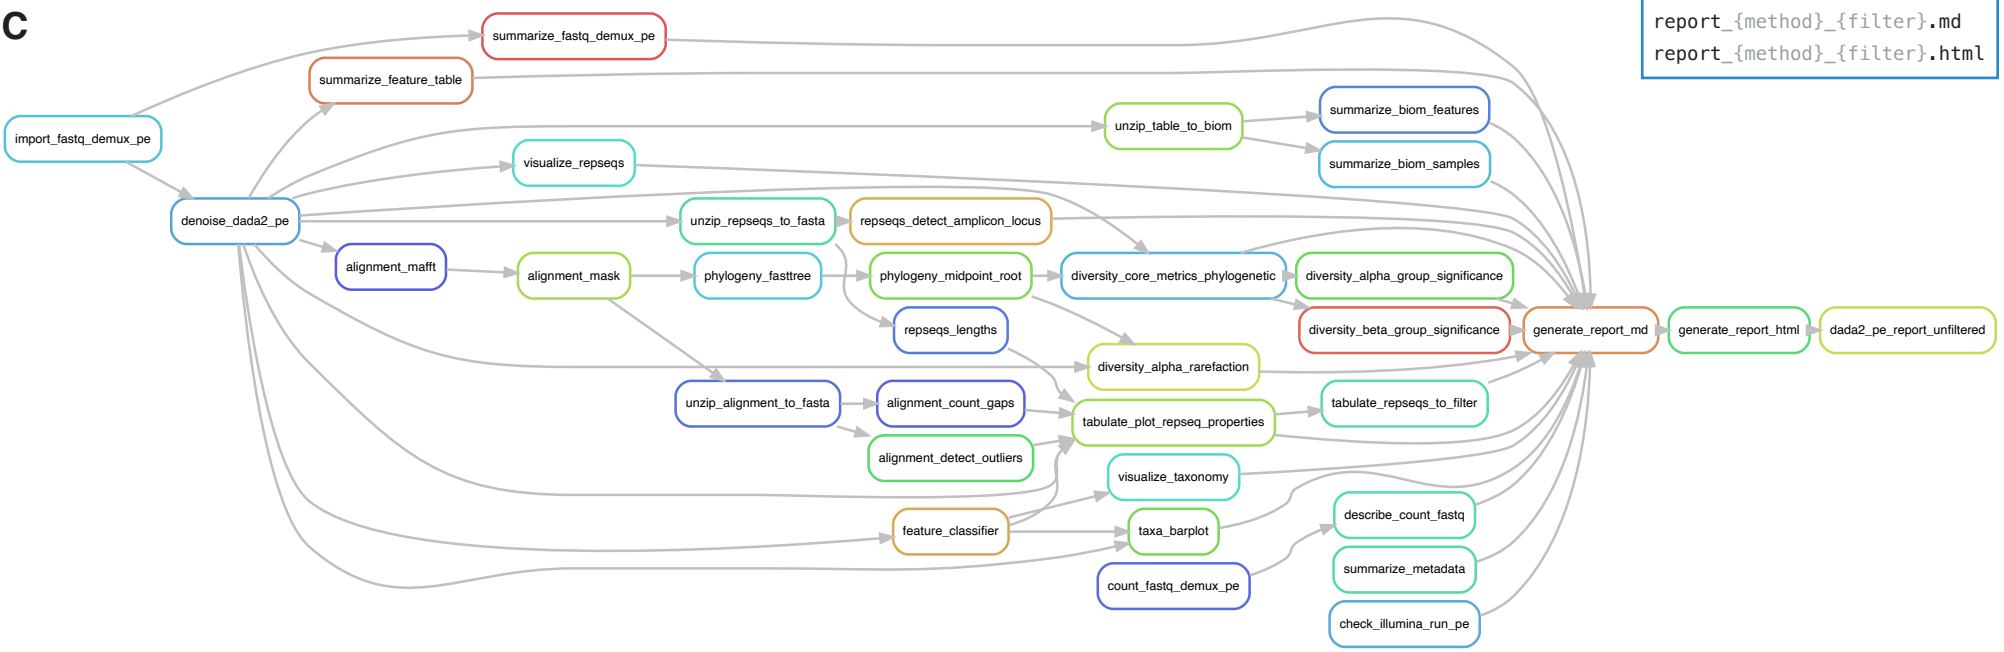 C
report_{method}_{filter}.md
report_{method}_{filter}.html
summarize_fastq_demux_pe
summarize_feature_table
import_fastq_demux_pe
unzip_table_to_biom
summarize_biom_features
visualize_repseqs
summarize_biom_samples
denoise_dada2_pe
unzip_repseqs_to_fasta
repseqs_detect_amplicon_locus
alignment_mafft
alignment_mask
phylogeny_fasttree
phylogeny_midpoint_root
diversity_core_metrics_phylogenetic
diversity_alpha_group_significance
repseqs_lengths
diversity_beta_group_significance
generate_report_md
generate_report_html
dada2_pe_report_unfiltered
diversity_alpha_rarefaction
unzip_alignment_to_fasta
alignment_count_gaps
tabulate_plot_repseq_properties
tabulate_repseqs_to_filter
alignment_detect_outliers
visualize_taxonomy
feature_classifier
taxa_barplot
describe_count_fastq
count_fastq_demux_pe
summarize_metadata
check_illumina_run_pe